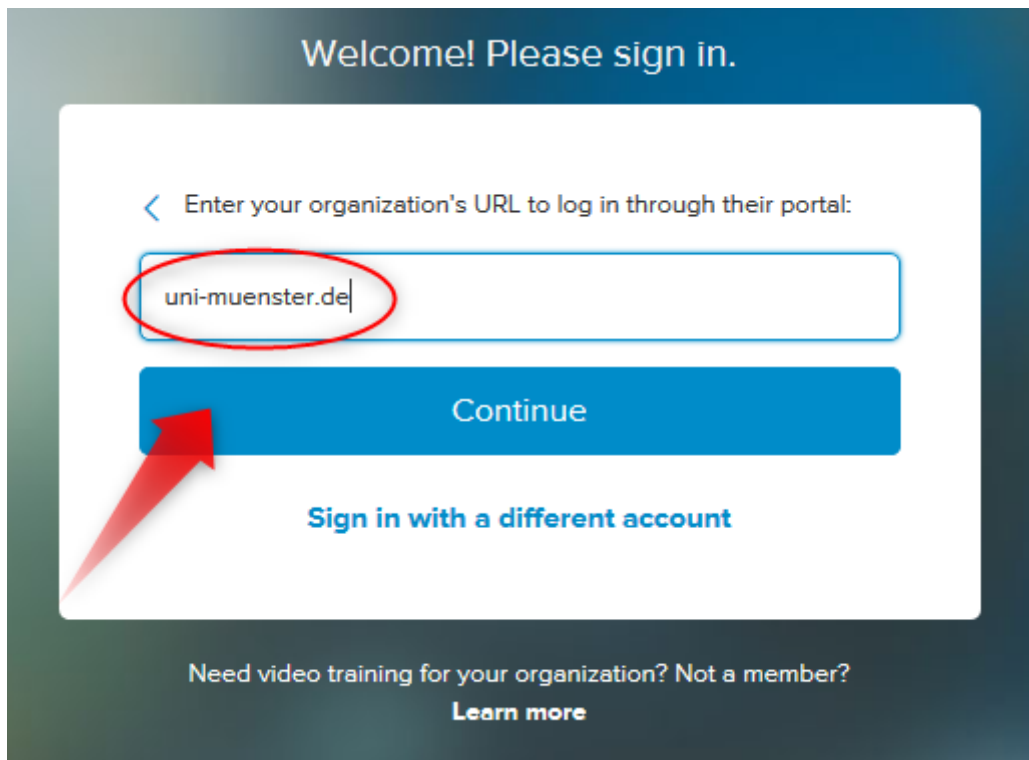 Welcome! Please sign in.
Enter your organization's URL to log in through their portal:
uni-muenster.de
Continue
Sign in with a different account
Need video training for your organization? Not a member?
Learn more